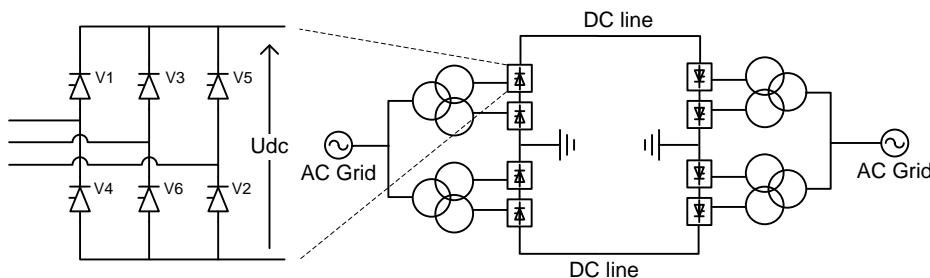 DC line
V1
V3
V5
Udc
V4
V6
V2
AC Grid
AC Grid
DC line